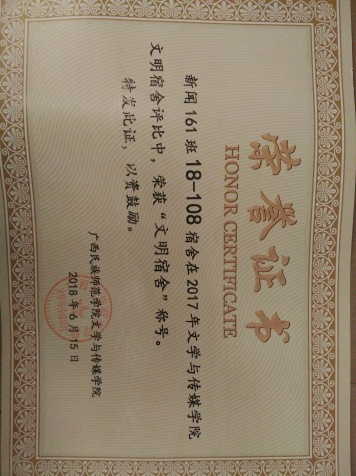 荣誉证书
HONOR CERTIFICATE
新闻161班18-108宿舍在2017年文学与传媒学院
文明宿舍评比中，荣获“文明宿舍”称号。
特发此证，以资鼓励。
广西民族师范学院文学与传媒学院
2018年6月15日